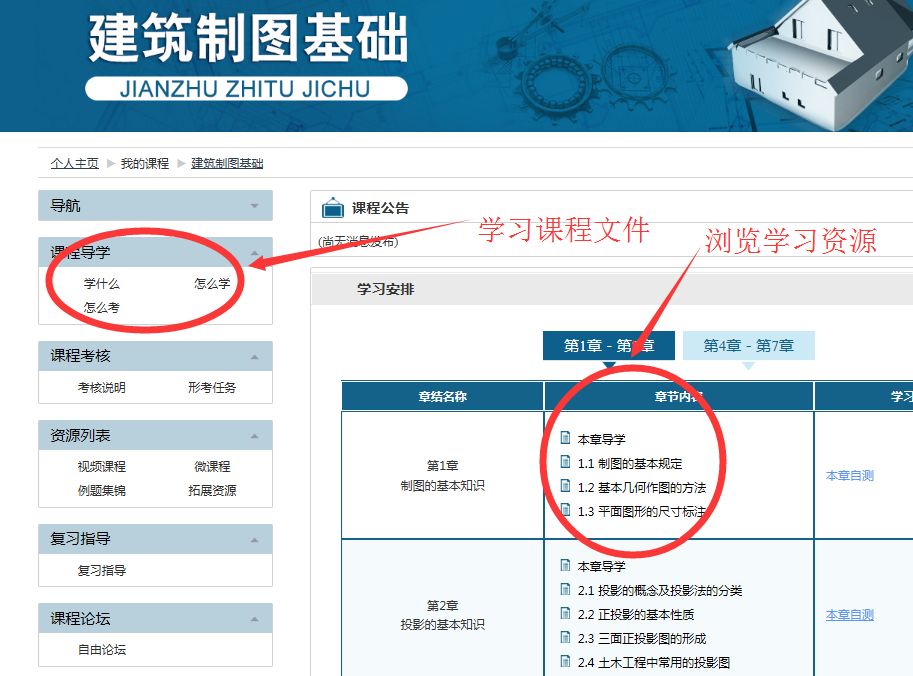 建筑制图基础
JIANZHU ZHITU JICHU
个人主页 我的课程 建筑制图基础
导航
课程导学
学什么 怎么学
怎么考
课程考核
考核说明 形考任务
资源列表
视频课程 微课程
例题集锦 拓展资源
复习指导
复习指导
课程论坛
自由论坛
课程公告
(尚无消息发布)
学习课程文件
浏览学习资源
学习安排
第1章 - 第3章 第4章 - 第7章
章结名称 章节内容 学习
第1章
制图的基本知识
本章导学
1.1 制图的基本规定
1.2 基本几何作图的方法
1.3 平面图形的尺寸标注
本章自测
第2章
投影的基本知识
本章导学
2.1 投影的概念及投影法的分类
2.2 正投影的基本性质
2.3 三面正投影图的形成
2.4 土木工程中常用的投影图
本章自测